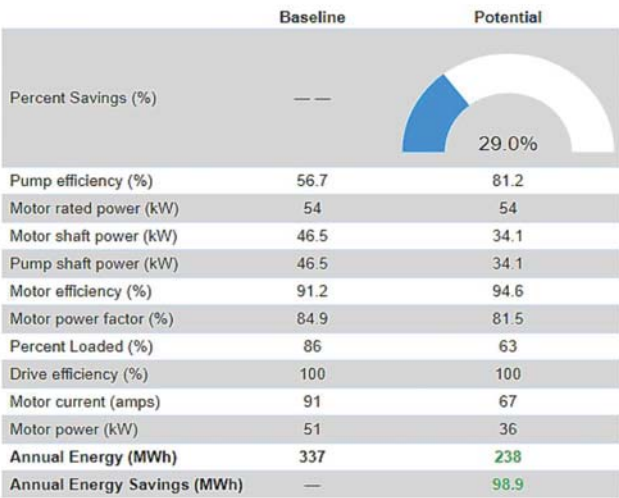 Baseline Potential
Percent Savings (%) — —
29.0%
Pump efficiency (%) 56.7 81.2
Motor rated power (kW) 54 54
Motor shaft power (kW) 46.5 34.1
Pump shaft power (kW) 46.5 34.1
Motor efficiency (%) 91.2 94.6
Motor power factor (%) 84.9 81.5
Percent Loaded (%) 86 63
Drive efficiency (%) 100 100
Motor current (amps) 91 67
Motor power (kW) 51 36
Annual Energy (MWh) 337 238
Annual Energy Savings (MWh) — 98.9